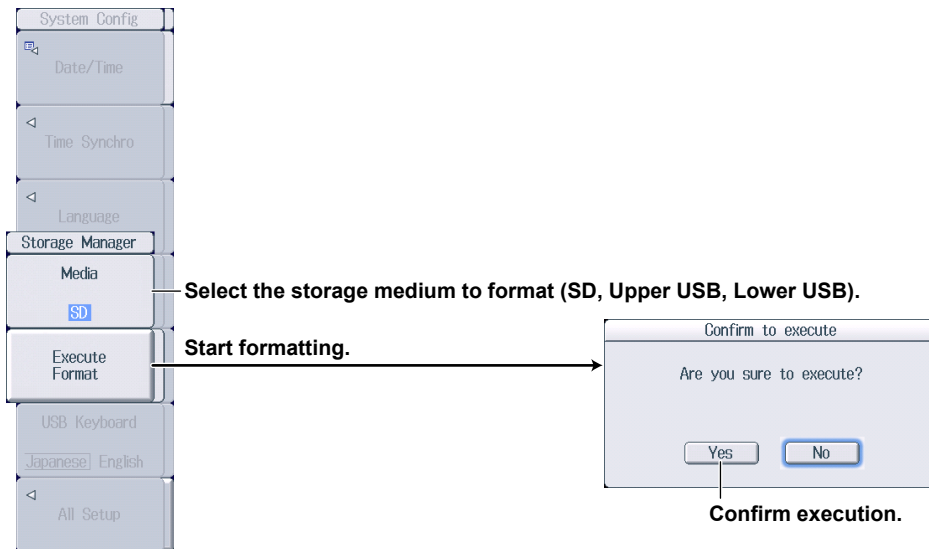 System Config
Date/Time
Time Synchro
Language
Storage Manager
Media
SD
Select the storage medium to format (SD, Upper USB, Lower USB).
Execute
Format
Start formatting.
Confirm to execute
Are you sure to execute?
Yes No
Confirm execution.
USB Keyboard
Japanese English
All Setup